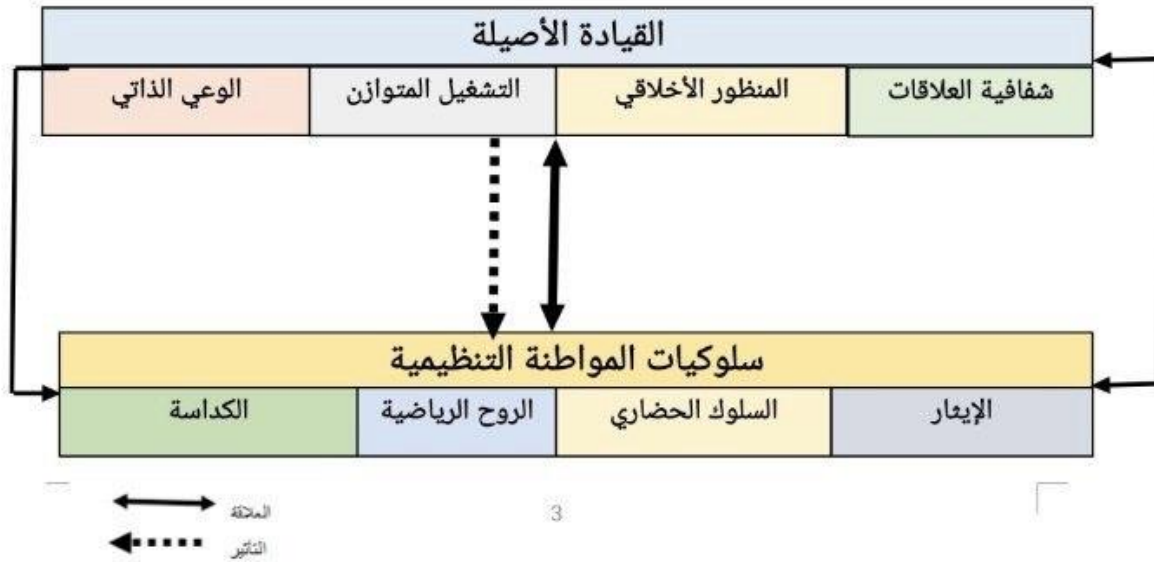 القيادة الأصيلة
شفافية العلاقات المنظور الأخلاقي التشغيل المتوازن الوعي الذاتي
سلوكيات المواطنة التنظيمية
الإيثار السلوك الحضاري الروح الرياضية الكداسة
العلاقة
3
التأثير